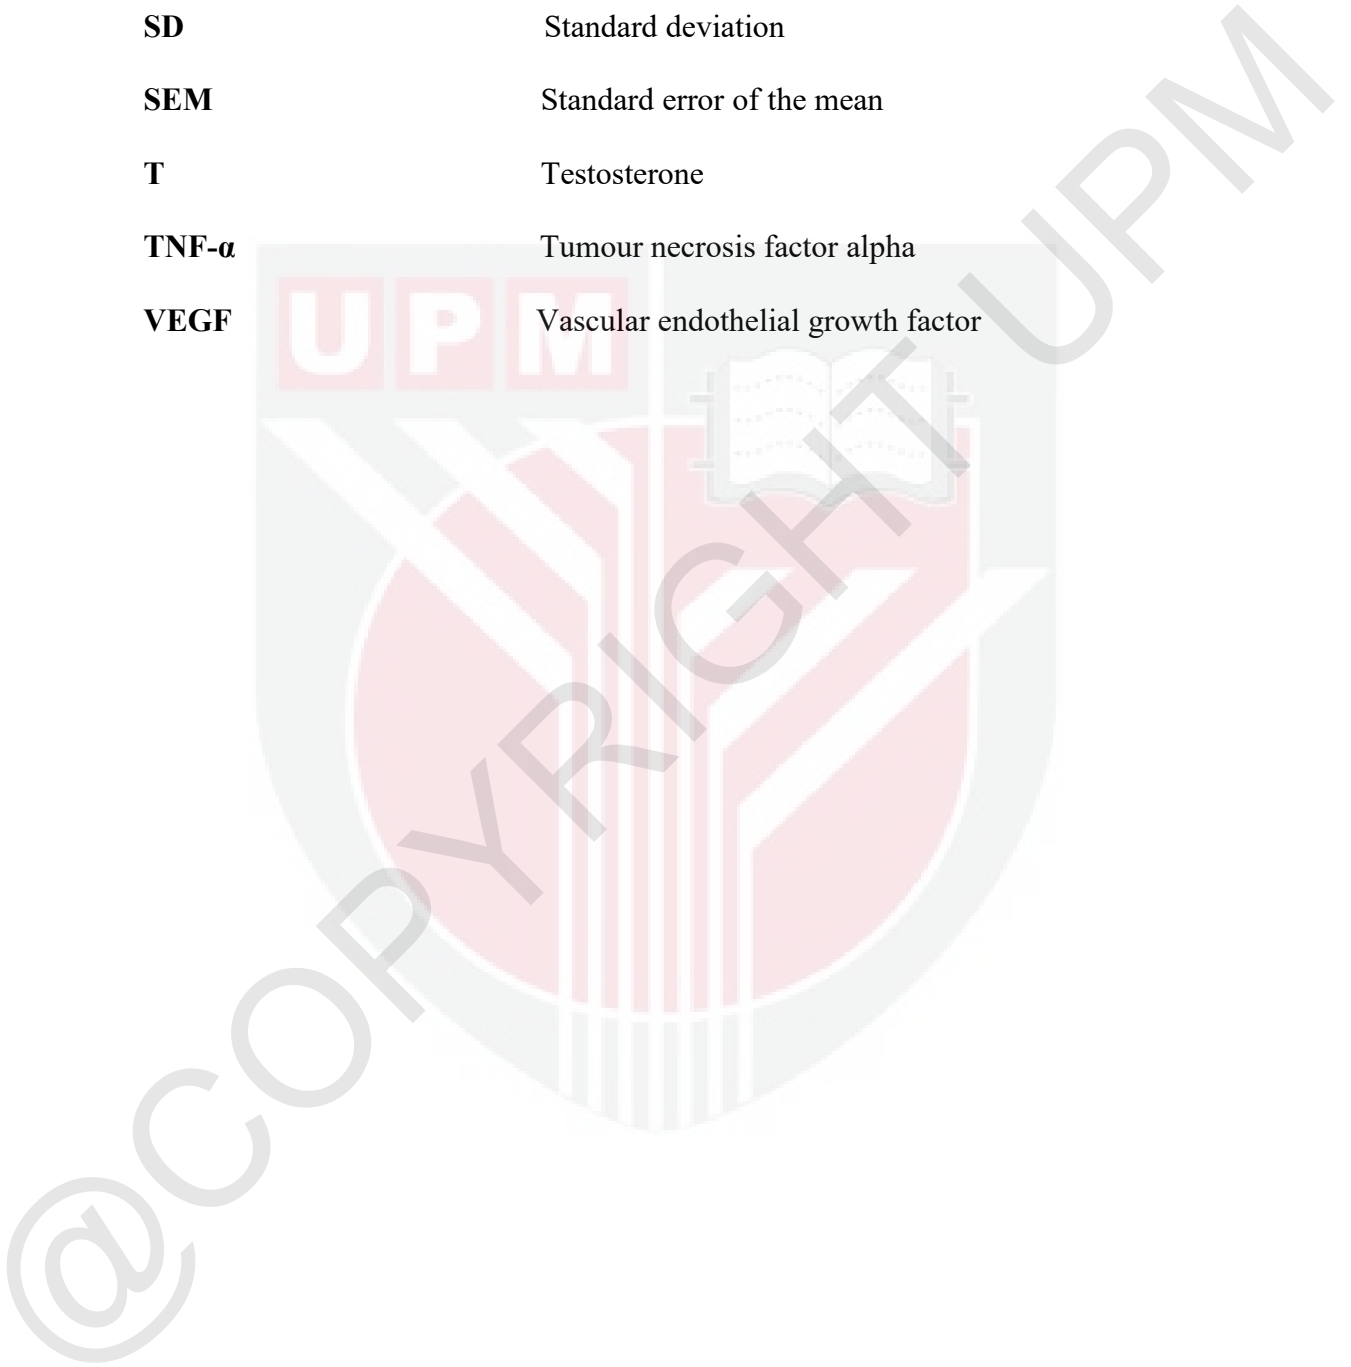 SD Standard deviation
SEM Standard error of the mean
T Testosterone
TNF-α Tumour necrosis factor alpha
VEGF Vascular endothelial growth factor
UPM
@COPYRIGHT UPM